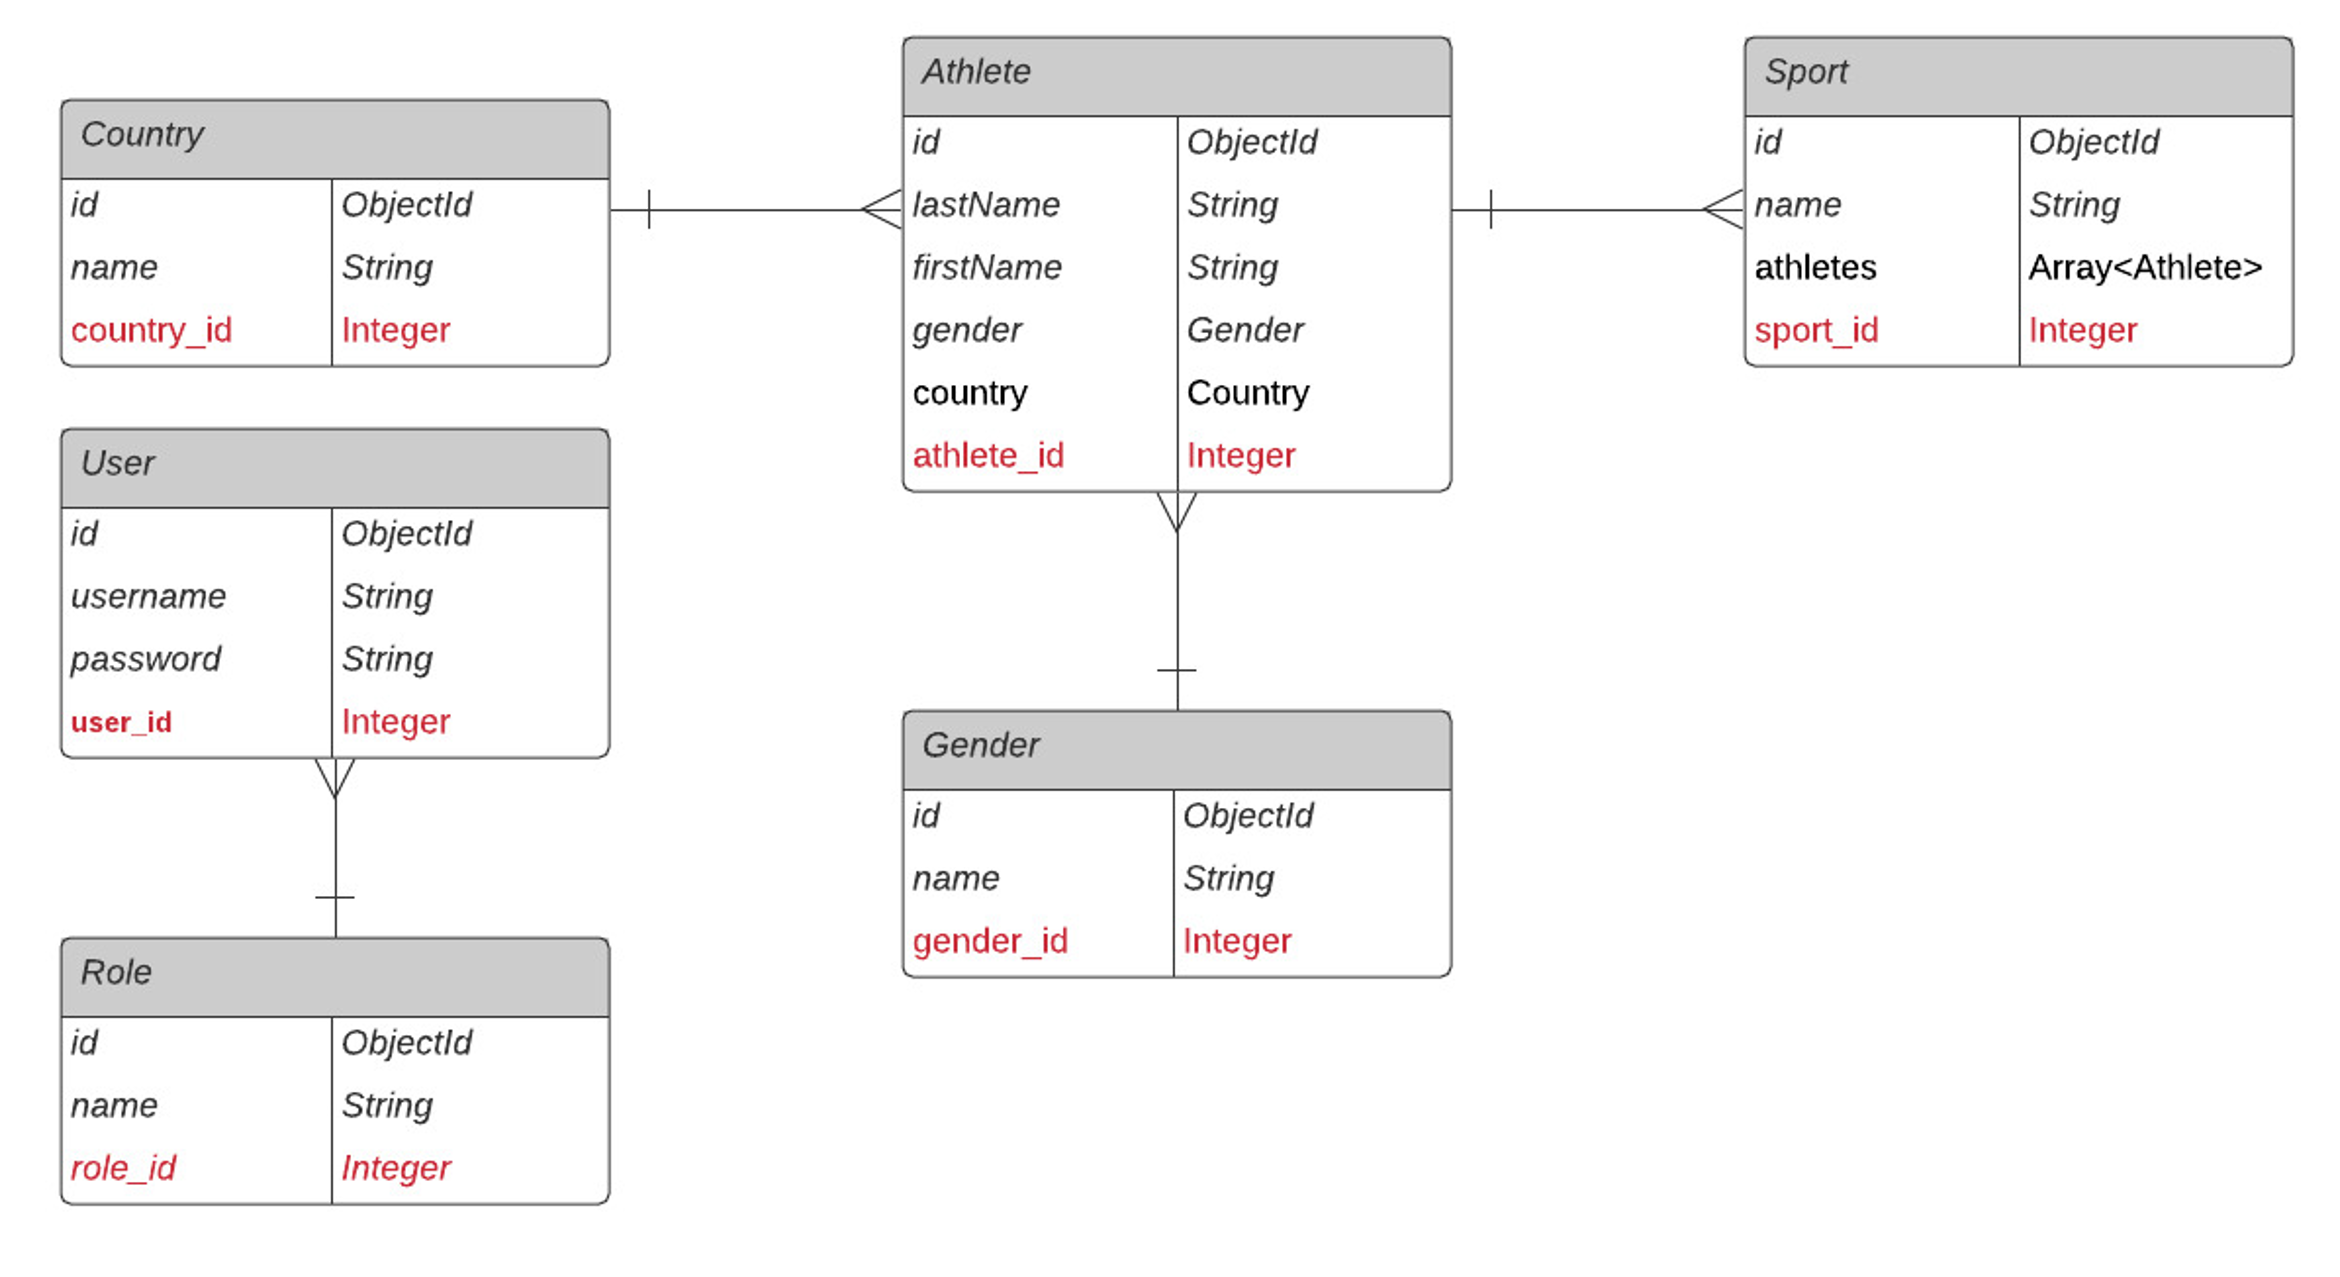 Country
id ObjectId
name String
country_id Integer
User
id ObjectId
username String
password String
user_id Integer
Role
id ObjectId
name String
role_id Integer
Athlete
id ObjectId
lastName String
firstName String
gender Gender
country Country
athlete_id Integer
Gender
id ObjectId
name String
gender_id Integer
Sport
id ObjectId
name String
athletes Array<Athlete>
sport_id Integer